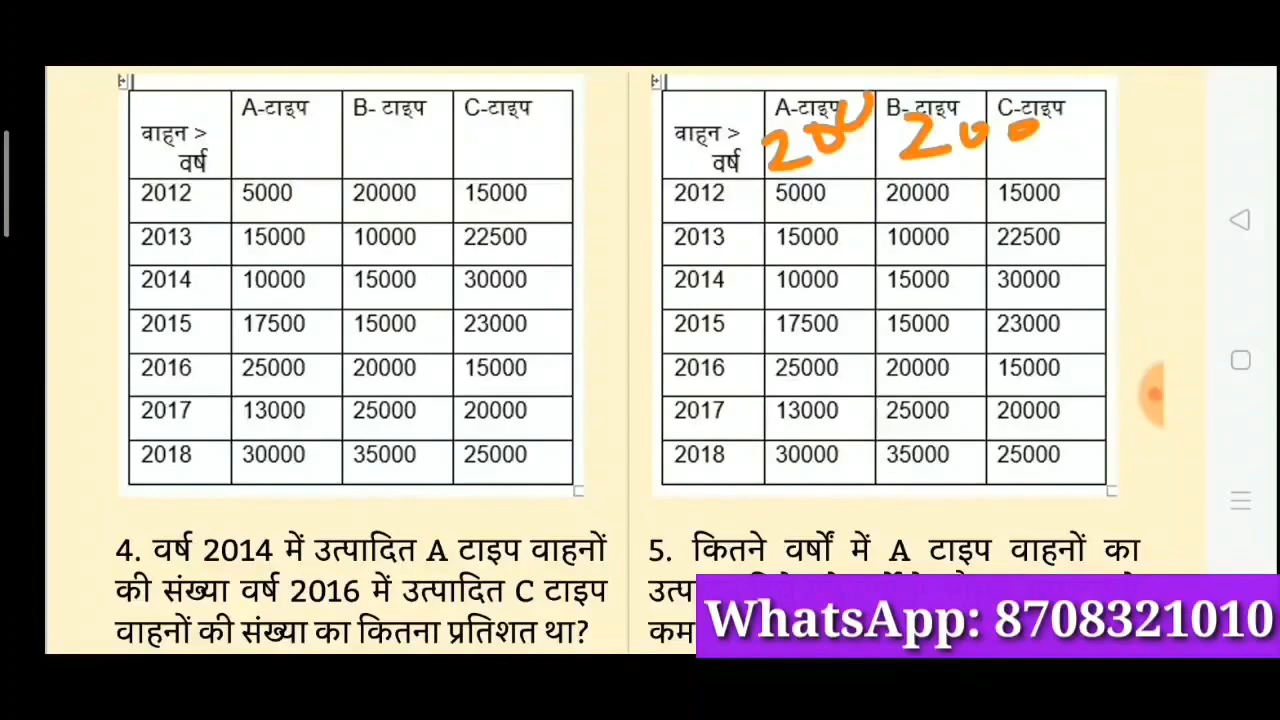 A-टाइप B- टाइप C-टाइप
वाहन >
वर्ष
2012 5000 20000 15000
2013 15000 10000 22500
2014 10000 15000 30000
2015 17500 15000 23000
2016 25000 20000 15000
2017 13000 25000 20000
2018 30000 35000 25000
4. वर्ष 2014 में उत्पादित A टाइप वाहनों
की संख्या वर्ष 2016 में उत्पादित C टाइप
वाहनों की संख्या का कितना प्रतिशत था?
A-टाइप B- टाइप C-टाइप
200 200
वाहन >
वर्ष
2012 5000 20000 15000
2013 15000 10000 22500
2014 10000 15000 30000
2015 17500 15000 23000
2016 25000 20000 15000
2017 13000 25000 20000
2018 30000 35000 25000
5. कितने वर्षों में A टाइप वाहनों का
WhatsApp: 8708321010